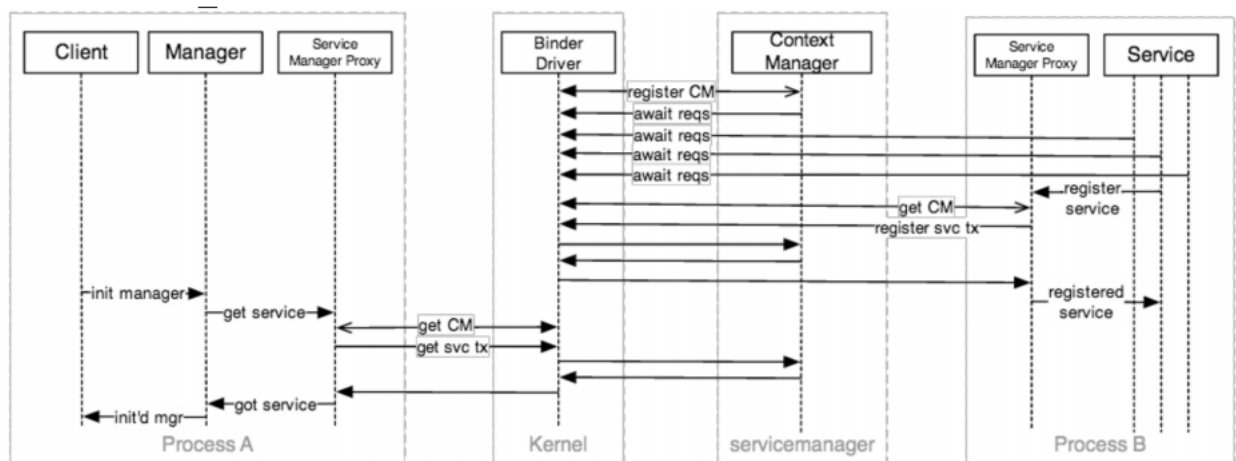 Client
Manager
Service
Manager Proxy
Binder
Driver
Context
Manager
Service
Manager Proxy
Service
register CM
await reqs
await reqs
await reqs
await reqs
register
service
get CM
register svc tx
init manager
registered
service
get service
get CM
get svc tx
got service
init'd mgr
Process A
Kernel
servicemanager
Process B